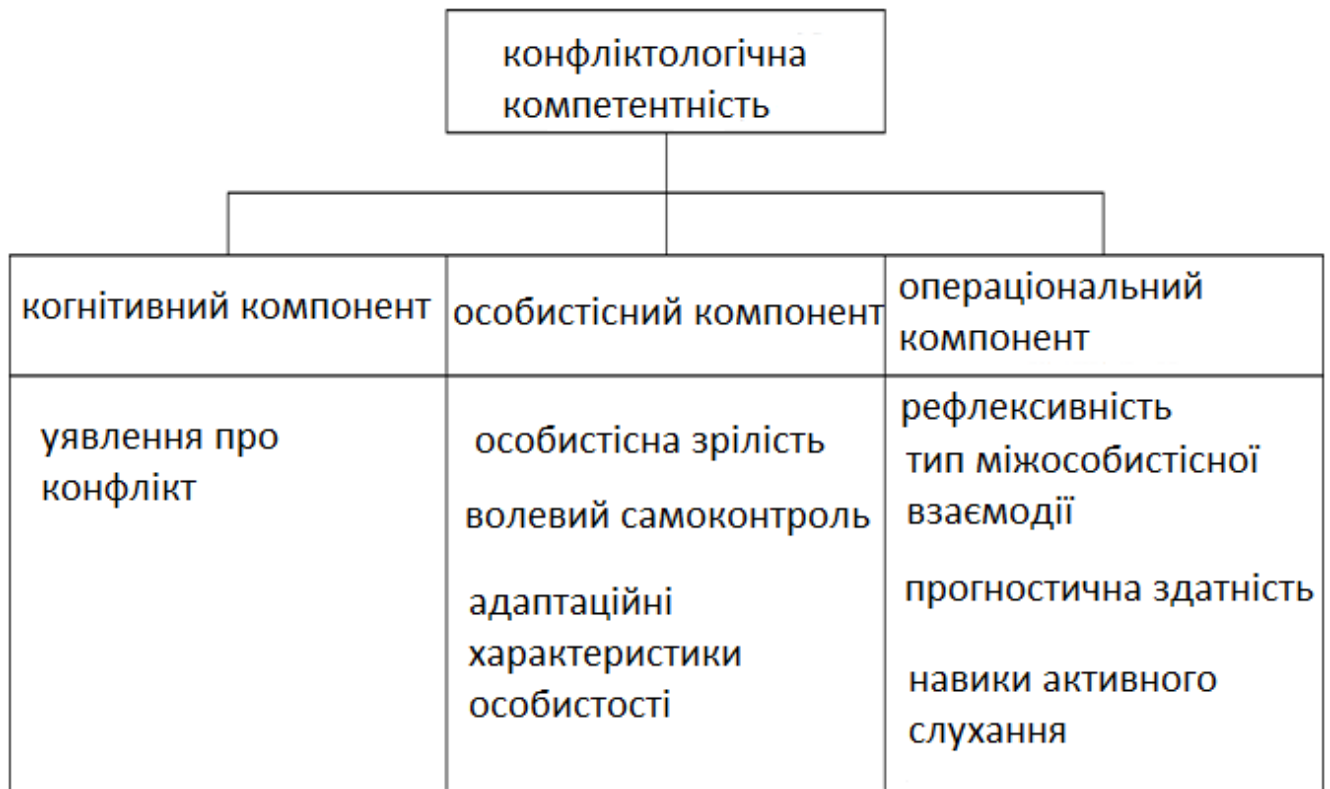 конфліктологічна
компетентність
когнітивний компонент
особистісний компонент
операціональний
компонент
уявлення про
конфлікт
особистісна зрілість
волевий самоконтроль
адаптаційні
характеристики
особистості
рефлексивність
тип міжособистісної
взаємодії
прогностична здатність
навики активного
слухання